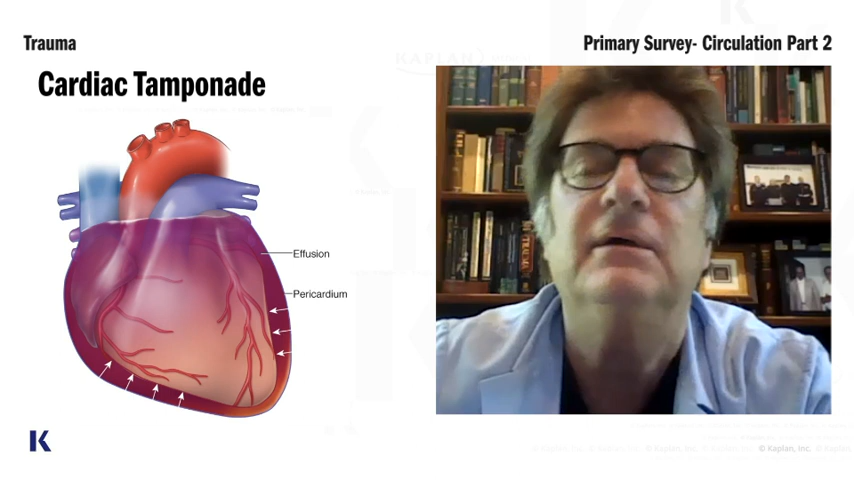 Trauma
Primary Survey- Circulation Part 2
Cardiac Tamponade
Effusion
Pericardium
K
© Kaplan, Inc.